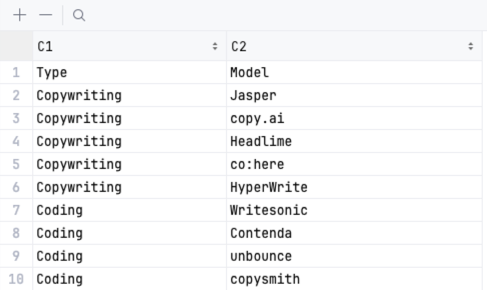 C1 C2
1 Type Model
2 Copywriting Jasper
3 Copywriting copy.ai
4 Copywriting Headlime
5 Copywriting co:here
6 Copywriting HyperWrite
7 Coding Writesonic
8 Coding Contenda
9 Coding unbounce
10 Coding copysmith